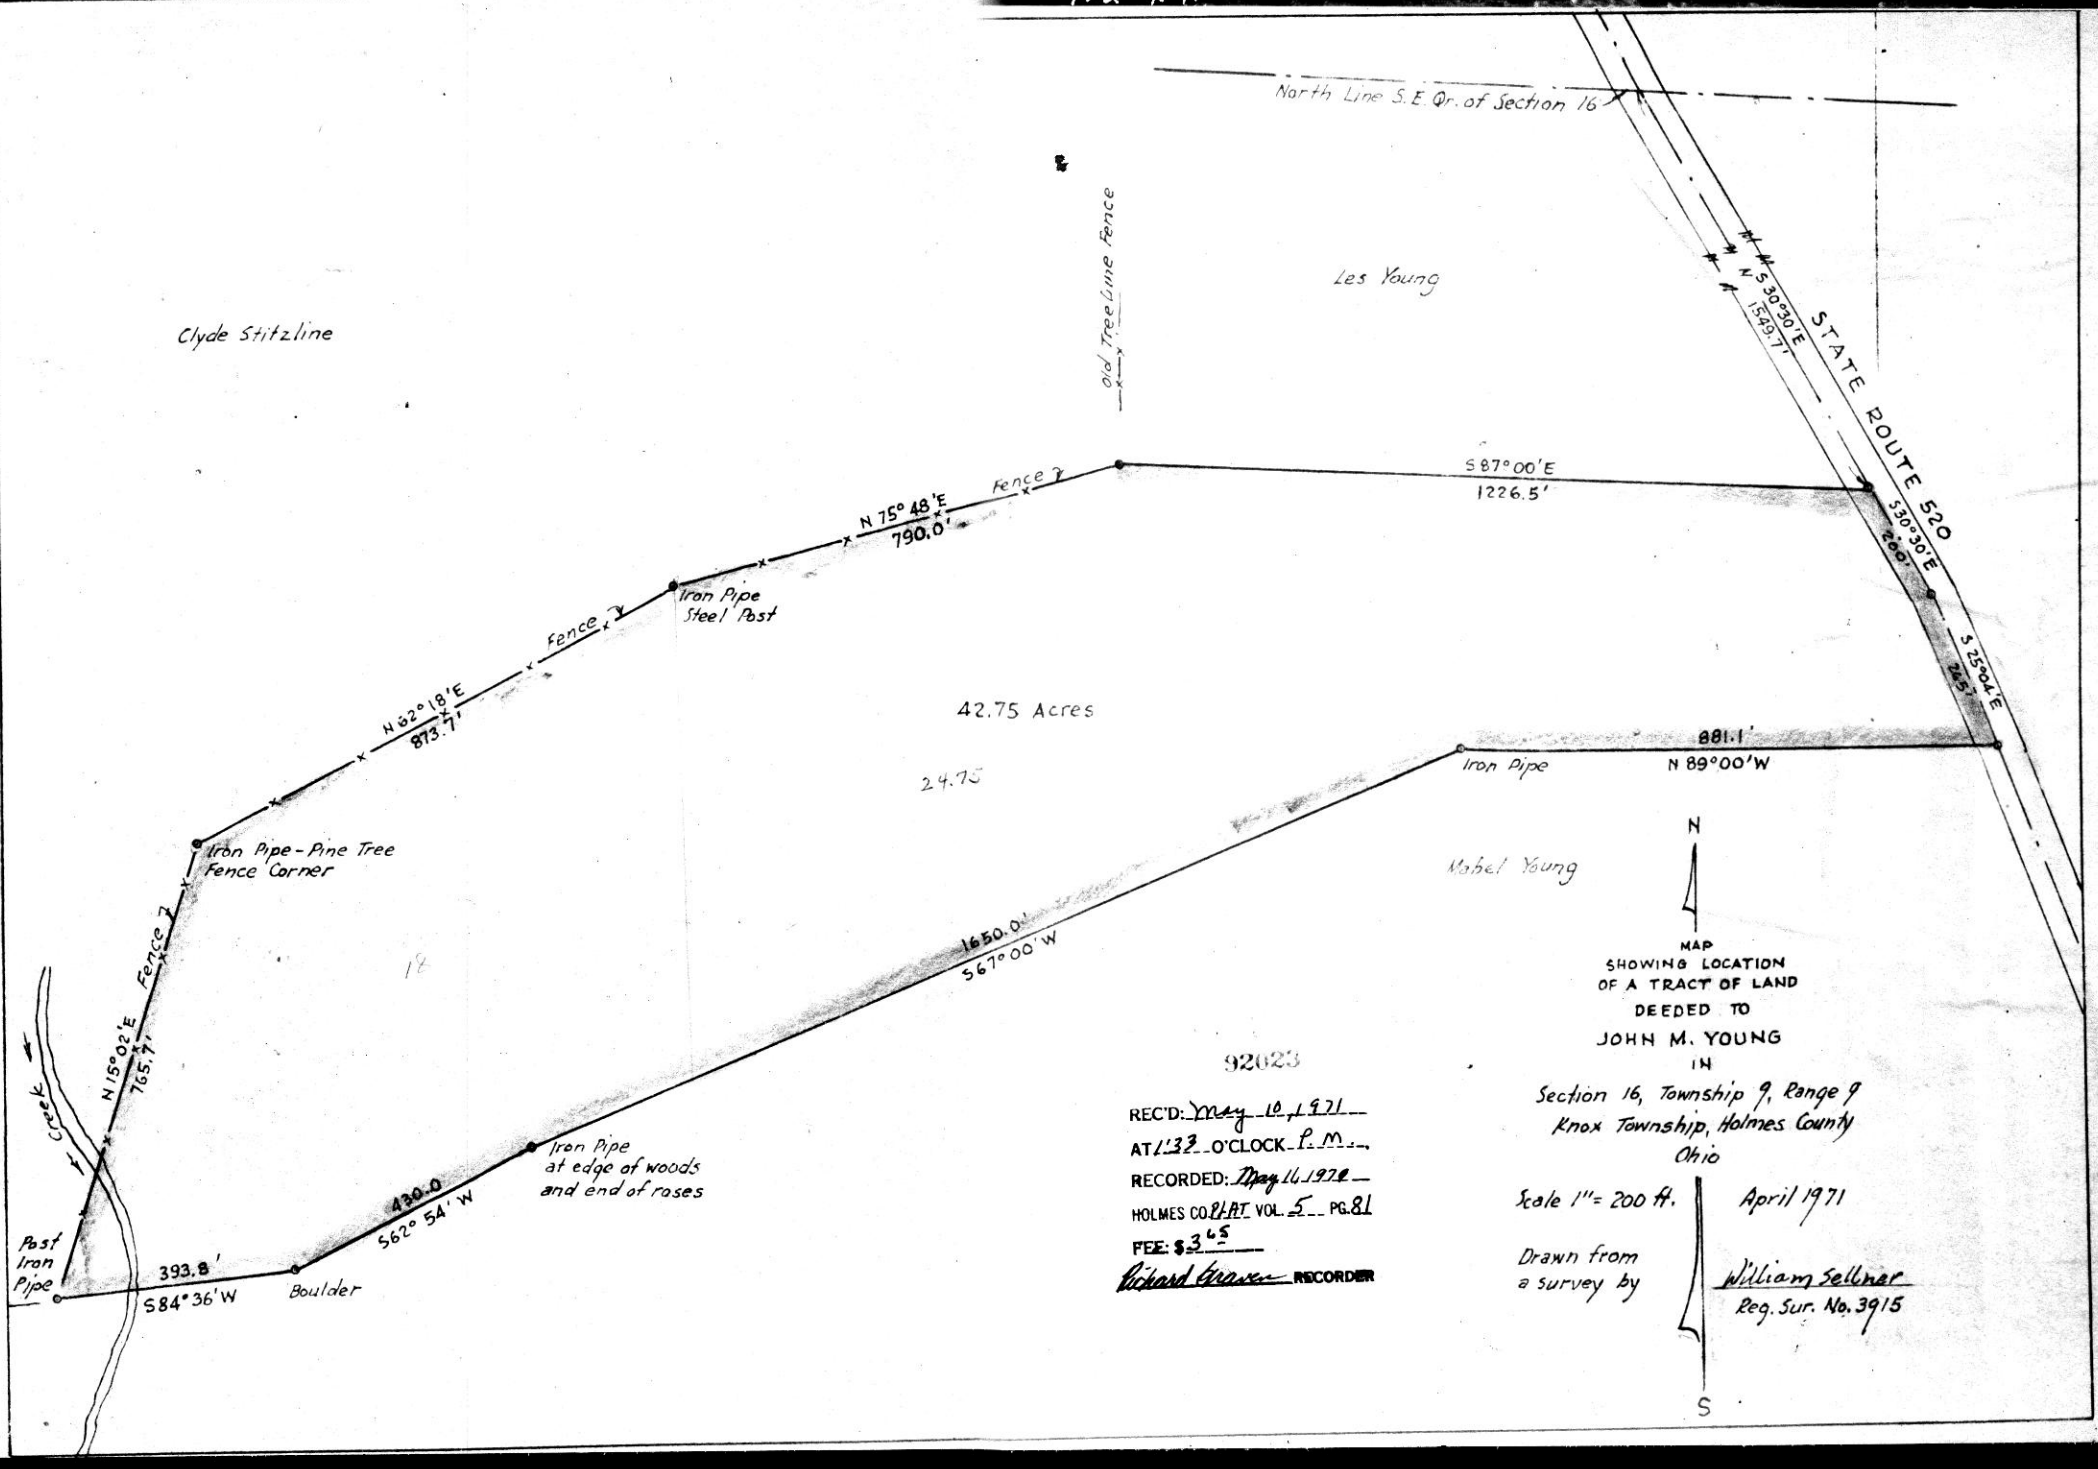 North Line S.E. Qr. of Section 16
Old Tree Line Fence
Les Young
Clyde Stitzline
S 30°30'E
1549.7'
STATE ROUTE 520
S 87°00'E
1226.5'
Fence
N 75°48'E
790.0'
S 30°30'E
200'
Iron Pipe
Steel Post
Fence
S 25°04'E
265'
N 62°18'E
873.7'
42.75 Acres
24.75
881.1'
N 89°00'W
Iron Pipe
Iron Pipe - Pine Tree
Fence Corner
Mabel Young
Fence
18
1650.0'
S 67°00'W
N 15°02'E
765.7'
Creek
Iron Pipe
at edge of woods
and end of roses
430.0
S 62°54'W
Post
Iron
Pipe
393.8'
S 84°36'W
Boulder
92023
REC'D: May 10, 1971
AT 1:33 O'CLOCK P.M.
RECORDED: May 11, 1971
HOLMES CO. PLAT VOL. 5 PG. 81
FEE: $3.65
Richard Graven RECORDER
N
MAP
SHOWING LOCATION
OF A TRACT OF LAND
DEEDED TO
JOHN M. YOUNG
IN
Section 16, Township 9, Range 9
Knox Township, Holmes County
Ohio
Scale 1" = 200 ft. April 1971
Drawn from
a survey by
William Sellner
Reg. Sur. No. 3915
S